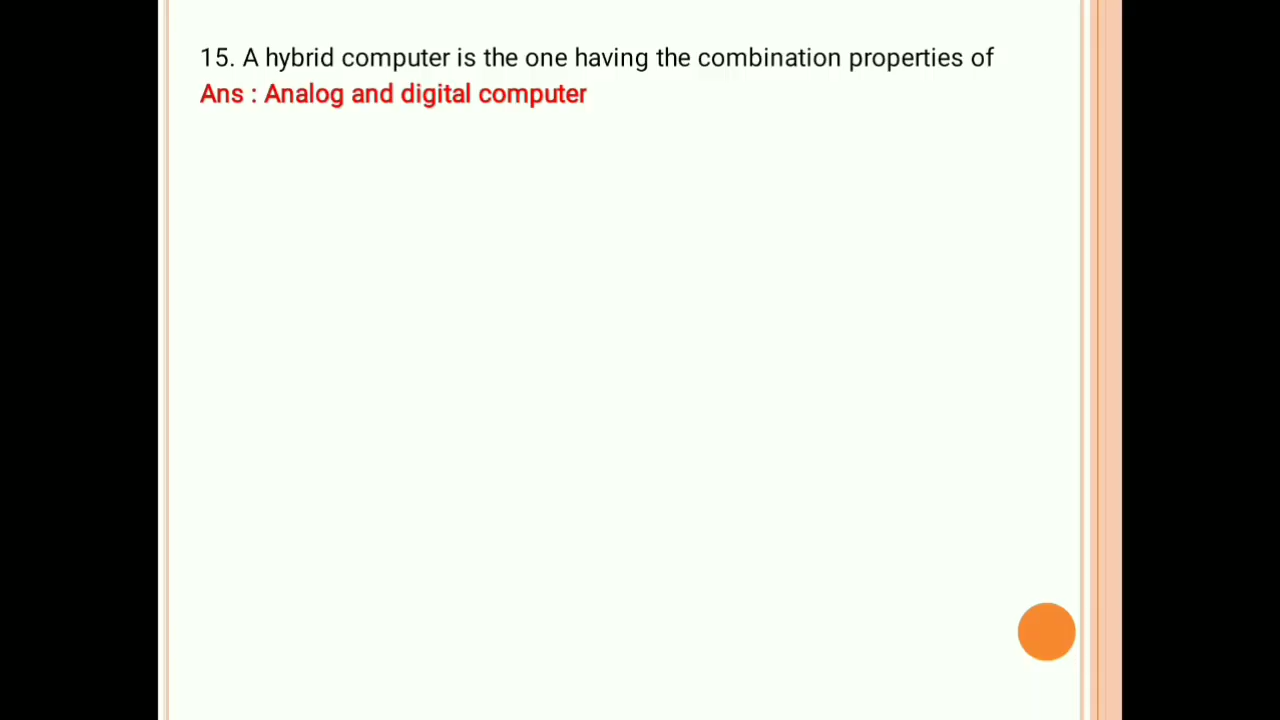 15. A hybrid computer is the one having the combination properties of
Ans : Analog and digital computer